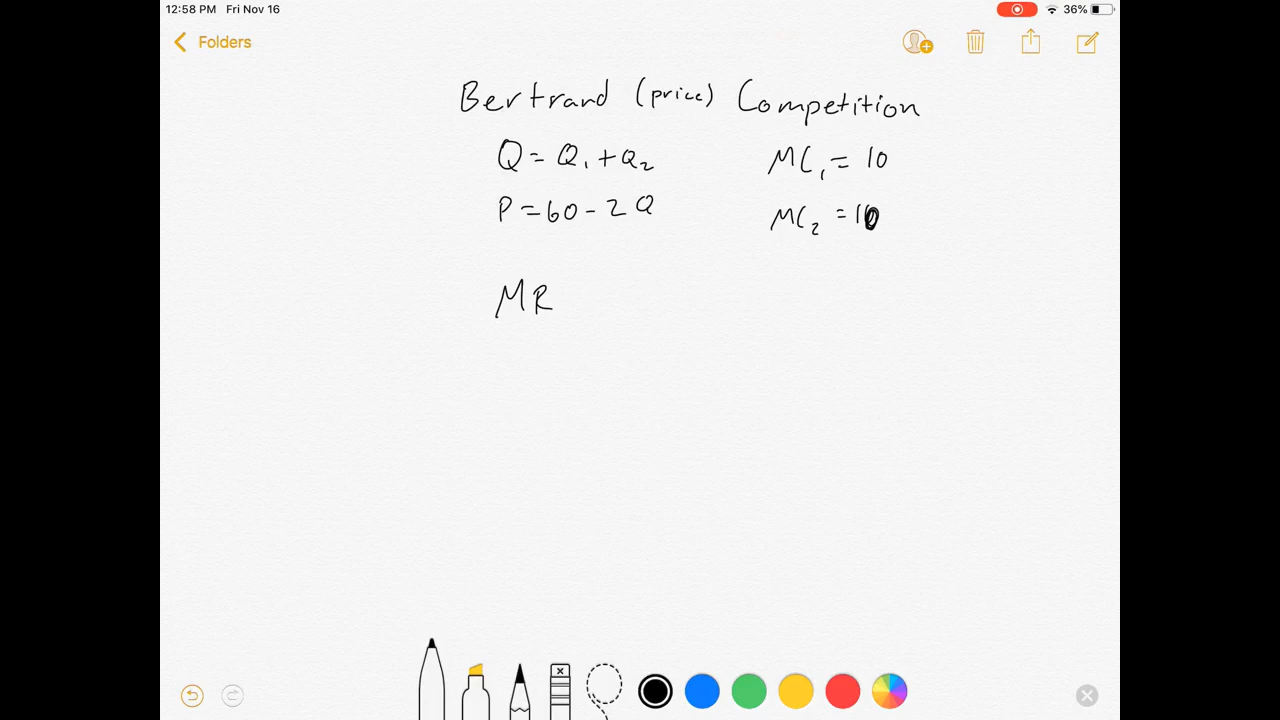 12:58 PM Fri Nov 16
36%
Folders
Bertrand (price) Competition
Q = Q₁ + Q₂
MC₁ = 10
P = 60 - 2Q
MC₂ = 10
MR